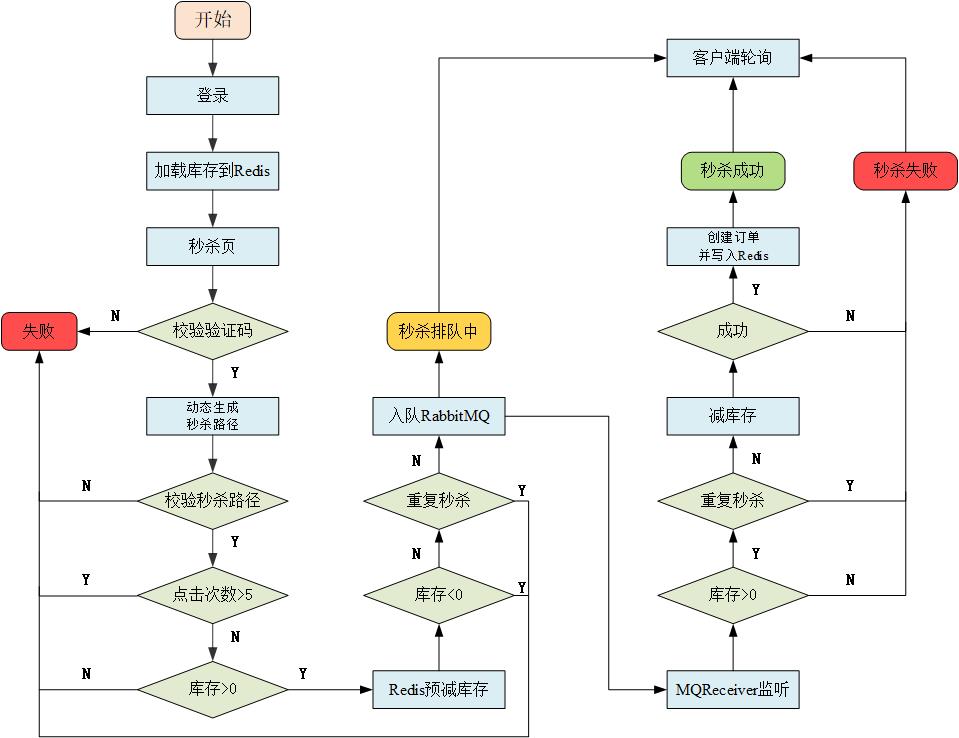 开始
登录
加载库存到Redis
秒杀页
校验验证码
N
失败
Y
动态生成
秒杀路径
校验秒杀路径
N
Y
点击次数>5
Y
N
库存>0
N
Y
Redis预减库存
库存<0
Y
N
重复秒杀
Y
N
入队RabbitMQ
秒杀排队中
MQReceiver监听
库存>0
N
Y
重复秒杀
Y
N
减库存
成功
N
Y
创建订单
并写入Redis
秒杀成功
秒杀失败
客户端轮询